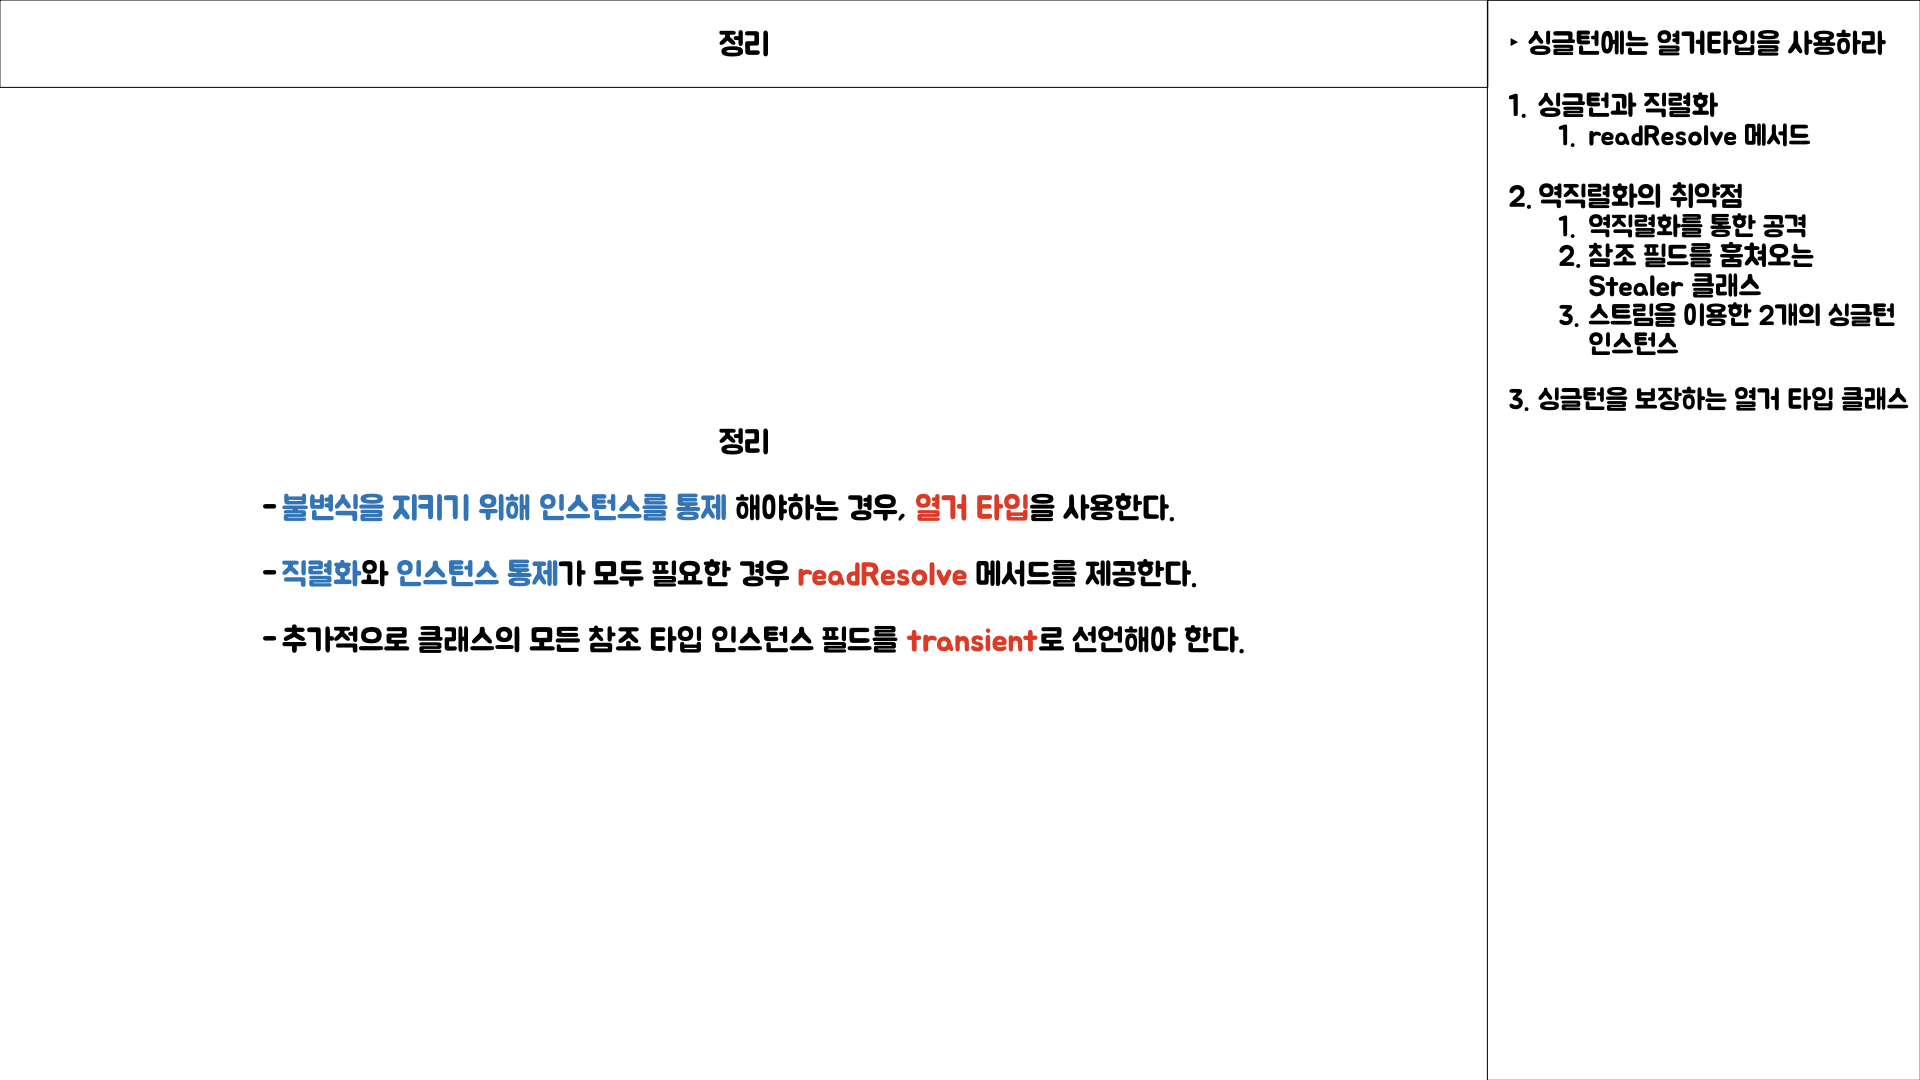 정리
정리
- 불변식을 지키기 위해 인스턴스를 통제 해야하는 경우, 열거 타입을 사용한다.
- 직렬화와 인스턴스 통제가 모두 필요한 경우 readResolve 메서드를 제공한다.
- 추가적으로 클래스의 모든 참조 타입 인스턴스 필드를 transient로 선언해야 한다.
‣ 싱글턴에는 열거타입을 사용하라
1. 싱글턴과 직렬화
1. readResolve 메서드
2. 역직렬화의 취약점
1. 역직렬화를 통한 공격
2. 참조 필드를 훔쳐오는
Stealer 클래스
3. 스트림을 이용한 2개의 싱글턴
인스턴스
3. 싱글턴을 보장하는 열거 타입 클래스